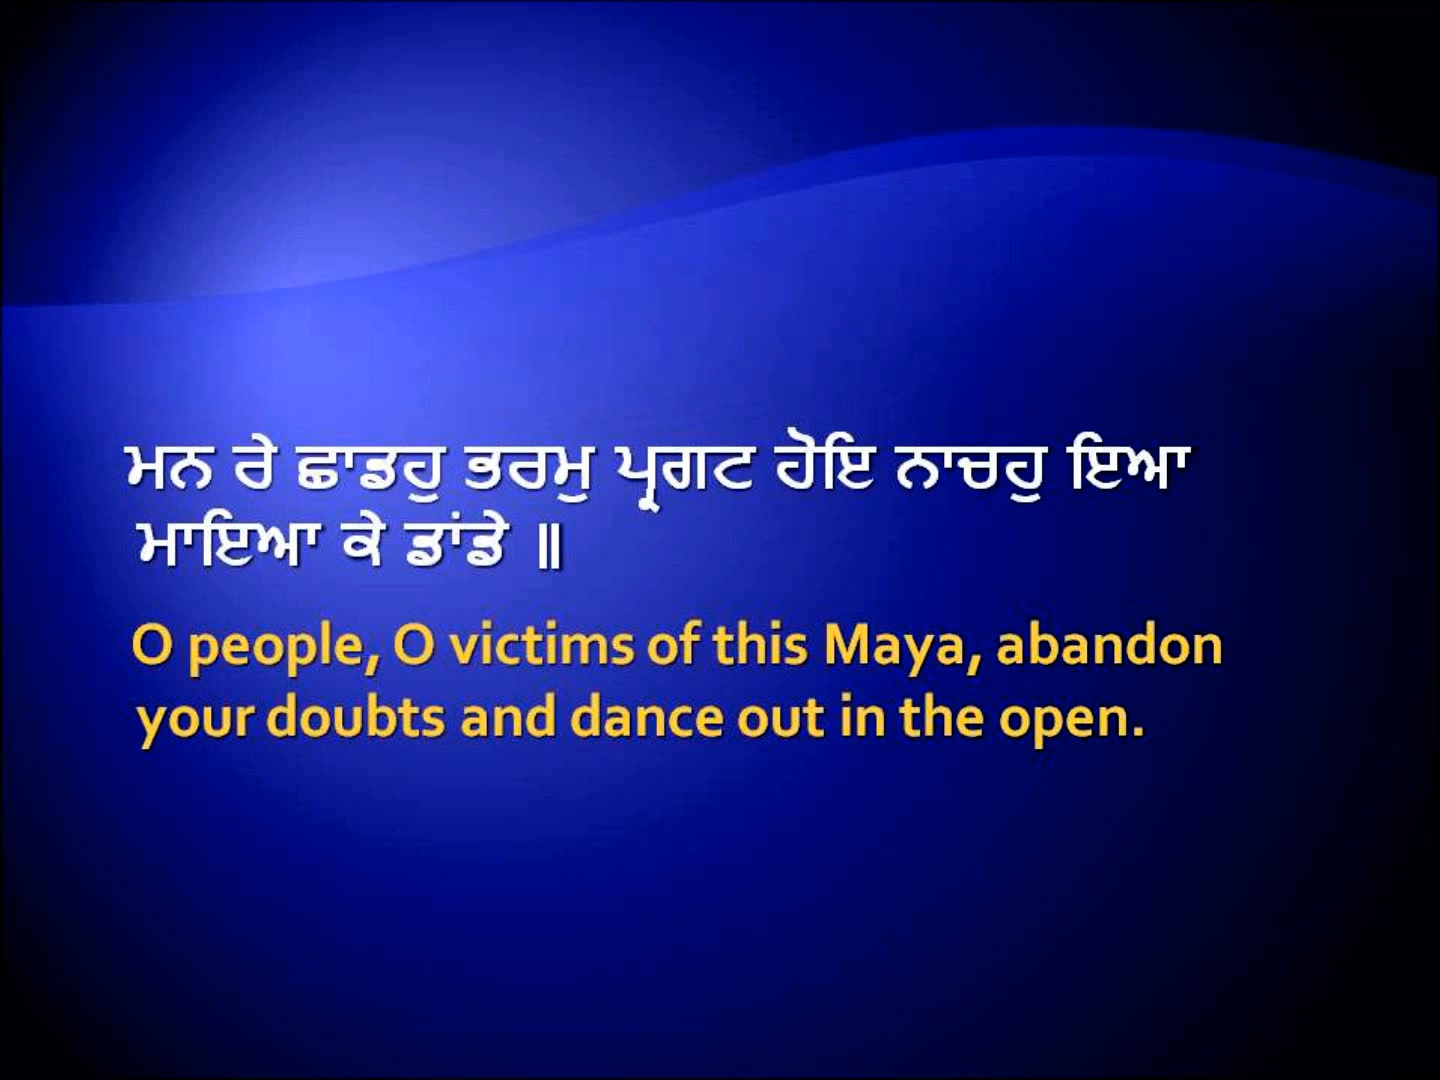 ਮਨ ਰੇ ਛਾਡਹੁ ਭਰਮੁ ਪ੍ਰਗਟ ਹੋਇ ਨਾਚਹੁ ਇਆ
ਮਾਇਆ ਕੇ ਡਾਂਡੇ ॥
O people, O victims of this Maya, abandon
your doubts and dance out in the open.